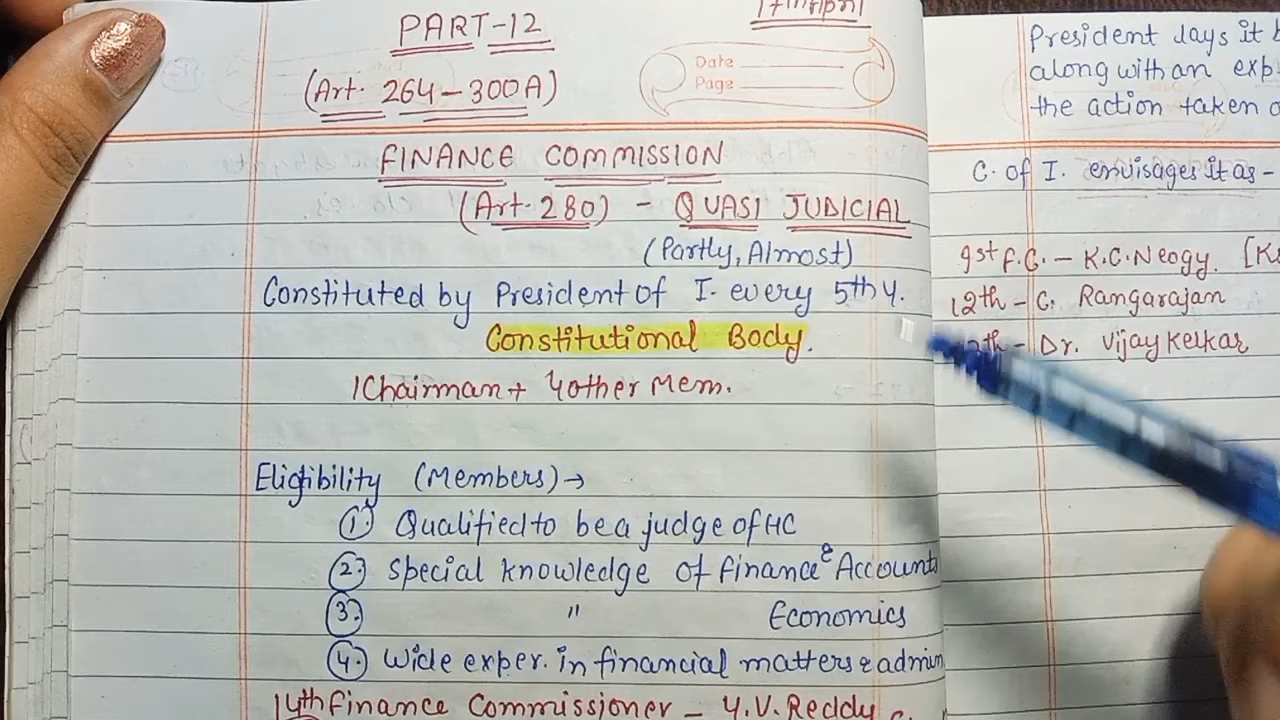 PART-12
(Art. 264-300A)
Date
Page
FINANCE COMMISSION
(Art. 280) - QUASI JUDICIAL
(Partly, Almost)
Constituted by President of I. every 5th Y.
Constitutional Body.
1 Chairman + 4 other Mem.
Eligibility (Members) →
1. Qualified to be a judge of HC
2. Special knowledge of finance & Accounts
3. " Economics
4. Wide exper. in financial matters & admin
14th Finance Commissioner - Y.V. Reddy
President lays it
along with an exp
the action taken
C. of I. envisages it as -
1st F.C. - K.C. Neogy.
12th - C. Rangarajan
Dr. Vijay Kelkar